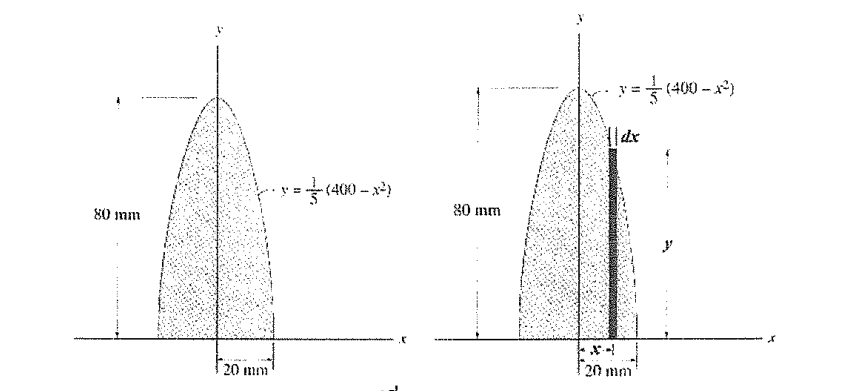 y
y = 1/5 (400 – x²)
80 mm
x
20 mm
y
y = 1/5 (400 – x²)
dx
80 mm
y
x
x
20 mm